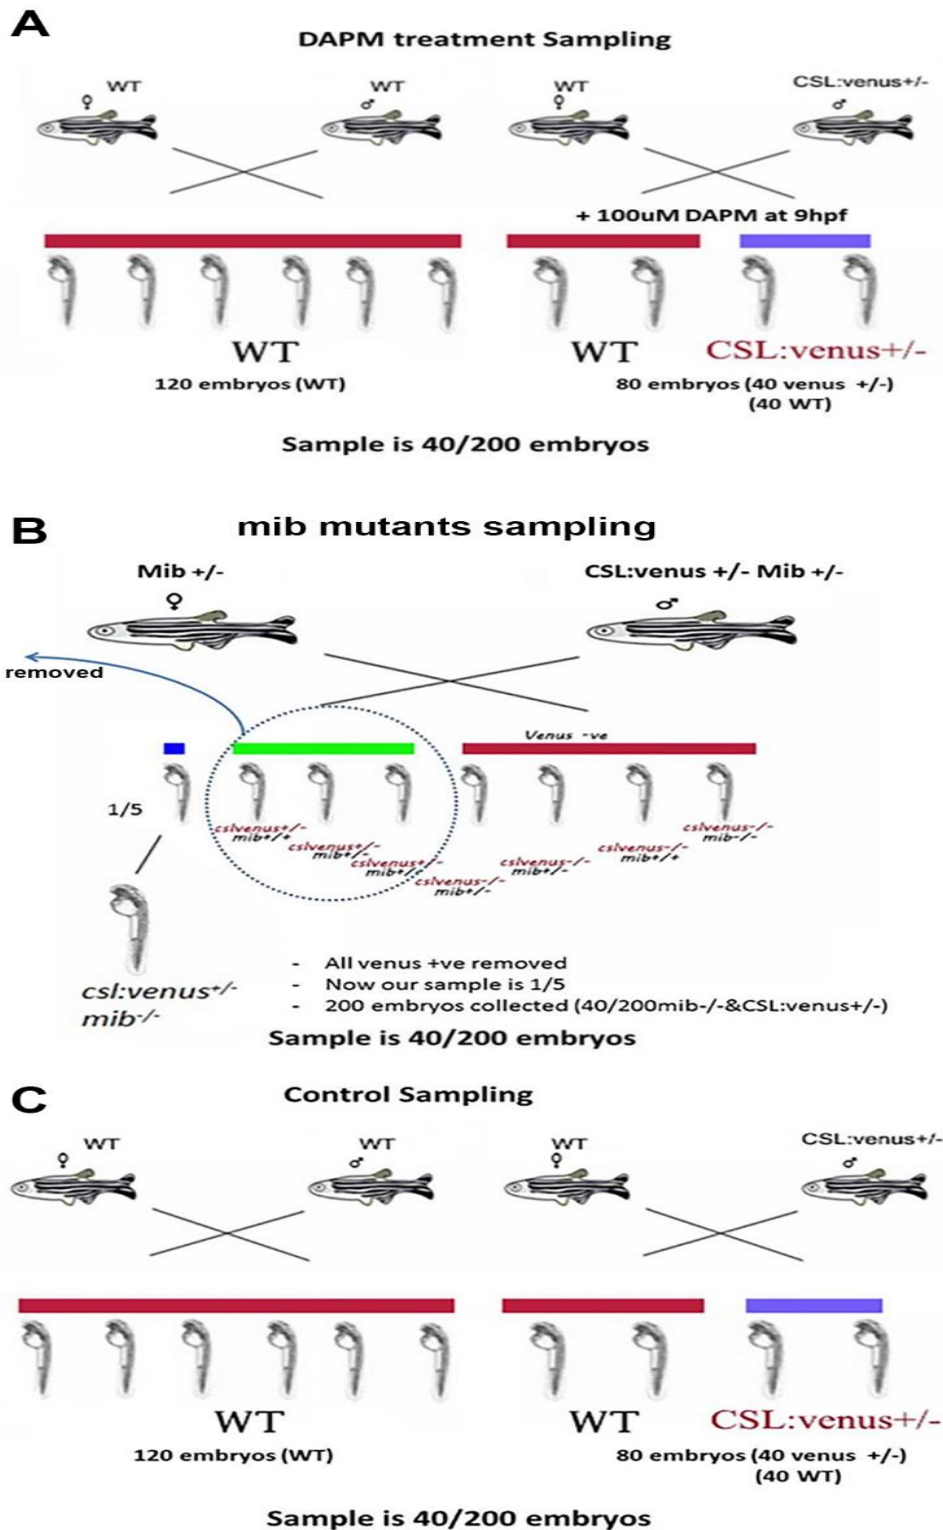 A
DAPM treatment Sampling
WT WT WT CSL:venus+/-
♀ ♂ ♀ ♂
+ 100uM DAPM at 9hpf
WT WT CSL:venus+/-
120 embryos (WT) 80 embryos (40 venus +/-)
(40 WT)
Sample is 40/200 embryos
B
mib mutants sampling
Mib +/- CSL:venus +/- Mib +/-
♀ ♂
removed
Venus -ve
1/5
cslvenus+/-
mib+/+
cslvenus+/-
mib+/-
cslvenus+/-
mib+/-
cslvenus-/-
mib+/-
cslvenus-/-
mib+/-
cslvenus-/-
mib+/+
cslvenus-/-
mib-/-
csl:venus+/-
mib-/-
- All venus +ve removed
- Now our sample is 1/5
- 200 embryos collected (40/200mib-/-&CSL:venus+/-)
Sample is 40/200 embryos
C
Control Sampling
WT WT WT CSL:venus+/-
♀ ♂ ♀ ♂
WT WT CSL:venus+/-
120 embryos (WT) 80 embryos (40 venus +/-)
(40 WT)
Sample is 40/200 embryos